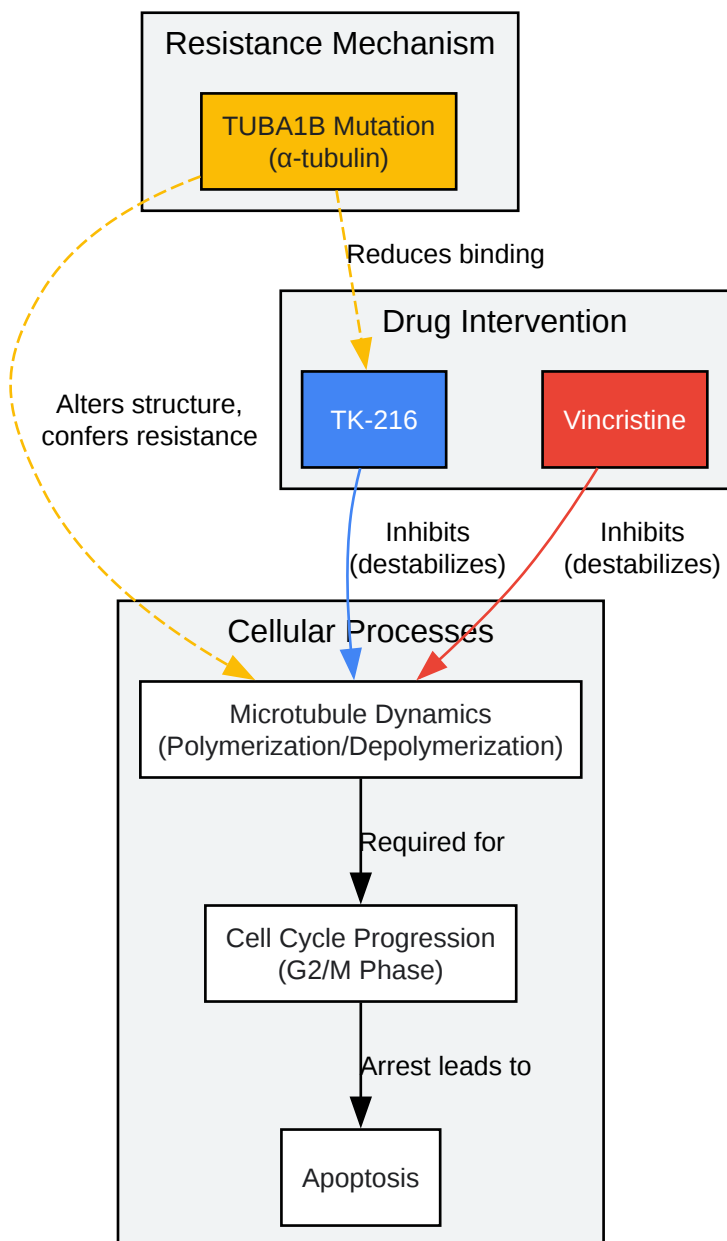 Resistance Mechanism
TUBA1B Mutation
(α-tubulin)
Reduces binding
Drug Intervention
TK-216
Vincristine
Alters structure,
confers resistance
Inhibits
(destabilizes)
Inhibits
(destabilizes)
Cellular Processes
Microtubule Dynamics
(Polymerization/Depolymerization)
Required for
Cell Cycle Progression
(G2/M Phase)
Arrest leads to
Apoptosis